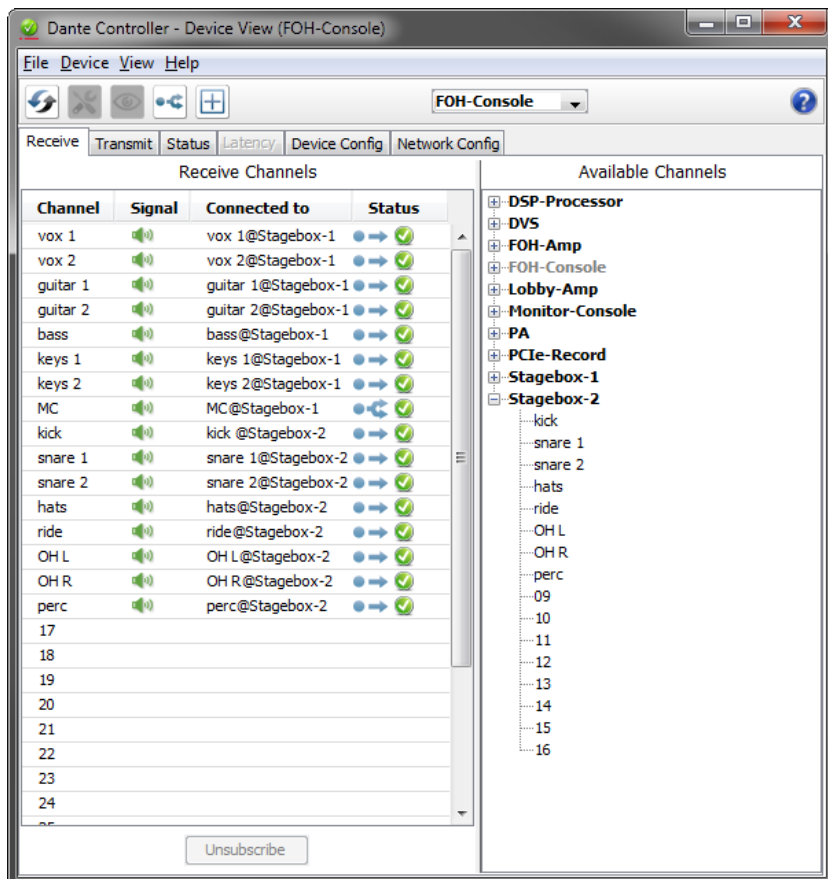 Dante Controller - Device View (FOH-Console)
File Device View Help
FOH-Console
Receive Transmit Status Latency Device Config Network Config
Receive Channels
Channel Signal Connected to Status
vox 1 vox 1@Stagebox-1
vox 2 vox 2@Stagebox-1
guitar 1 guitar 1@Stagebox-1
guitar 2 guitar 2@Stagebox-1
bass bass@Stagebox-1
keys 1 keys 1@Stagebox-1
keys 2 keys 2@Stagebox-1
MC MC@Stagebox-1
kick kick @Stagebox-2
snare 1 snare 1@Stagebox-2
snare 2 snare 2@Stagebox-2
hats hats@Stagebox-2
ride ride@Stagebox-2
OH L OH L@Stagebox-2
OH R OH R@Stagebox-2
perc perc@Stagebox-2
17
18
19
20
21
22
23
24
Unsubscribe
Available Channels
DSP-Processor
DVS
FOH-Amp
FOH-Console
Lobby-Amp
Monitor-Console
PA
PCIe-Record
Stagebox-1
Stagebox-2
kick
snare 1
snare 2
hats
ride
OH L
OH R
perc
09
10
11
12
13
14
15
16